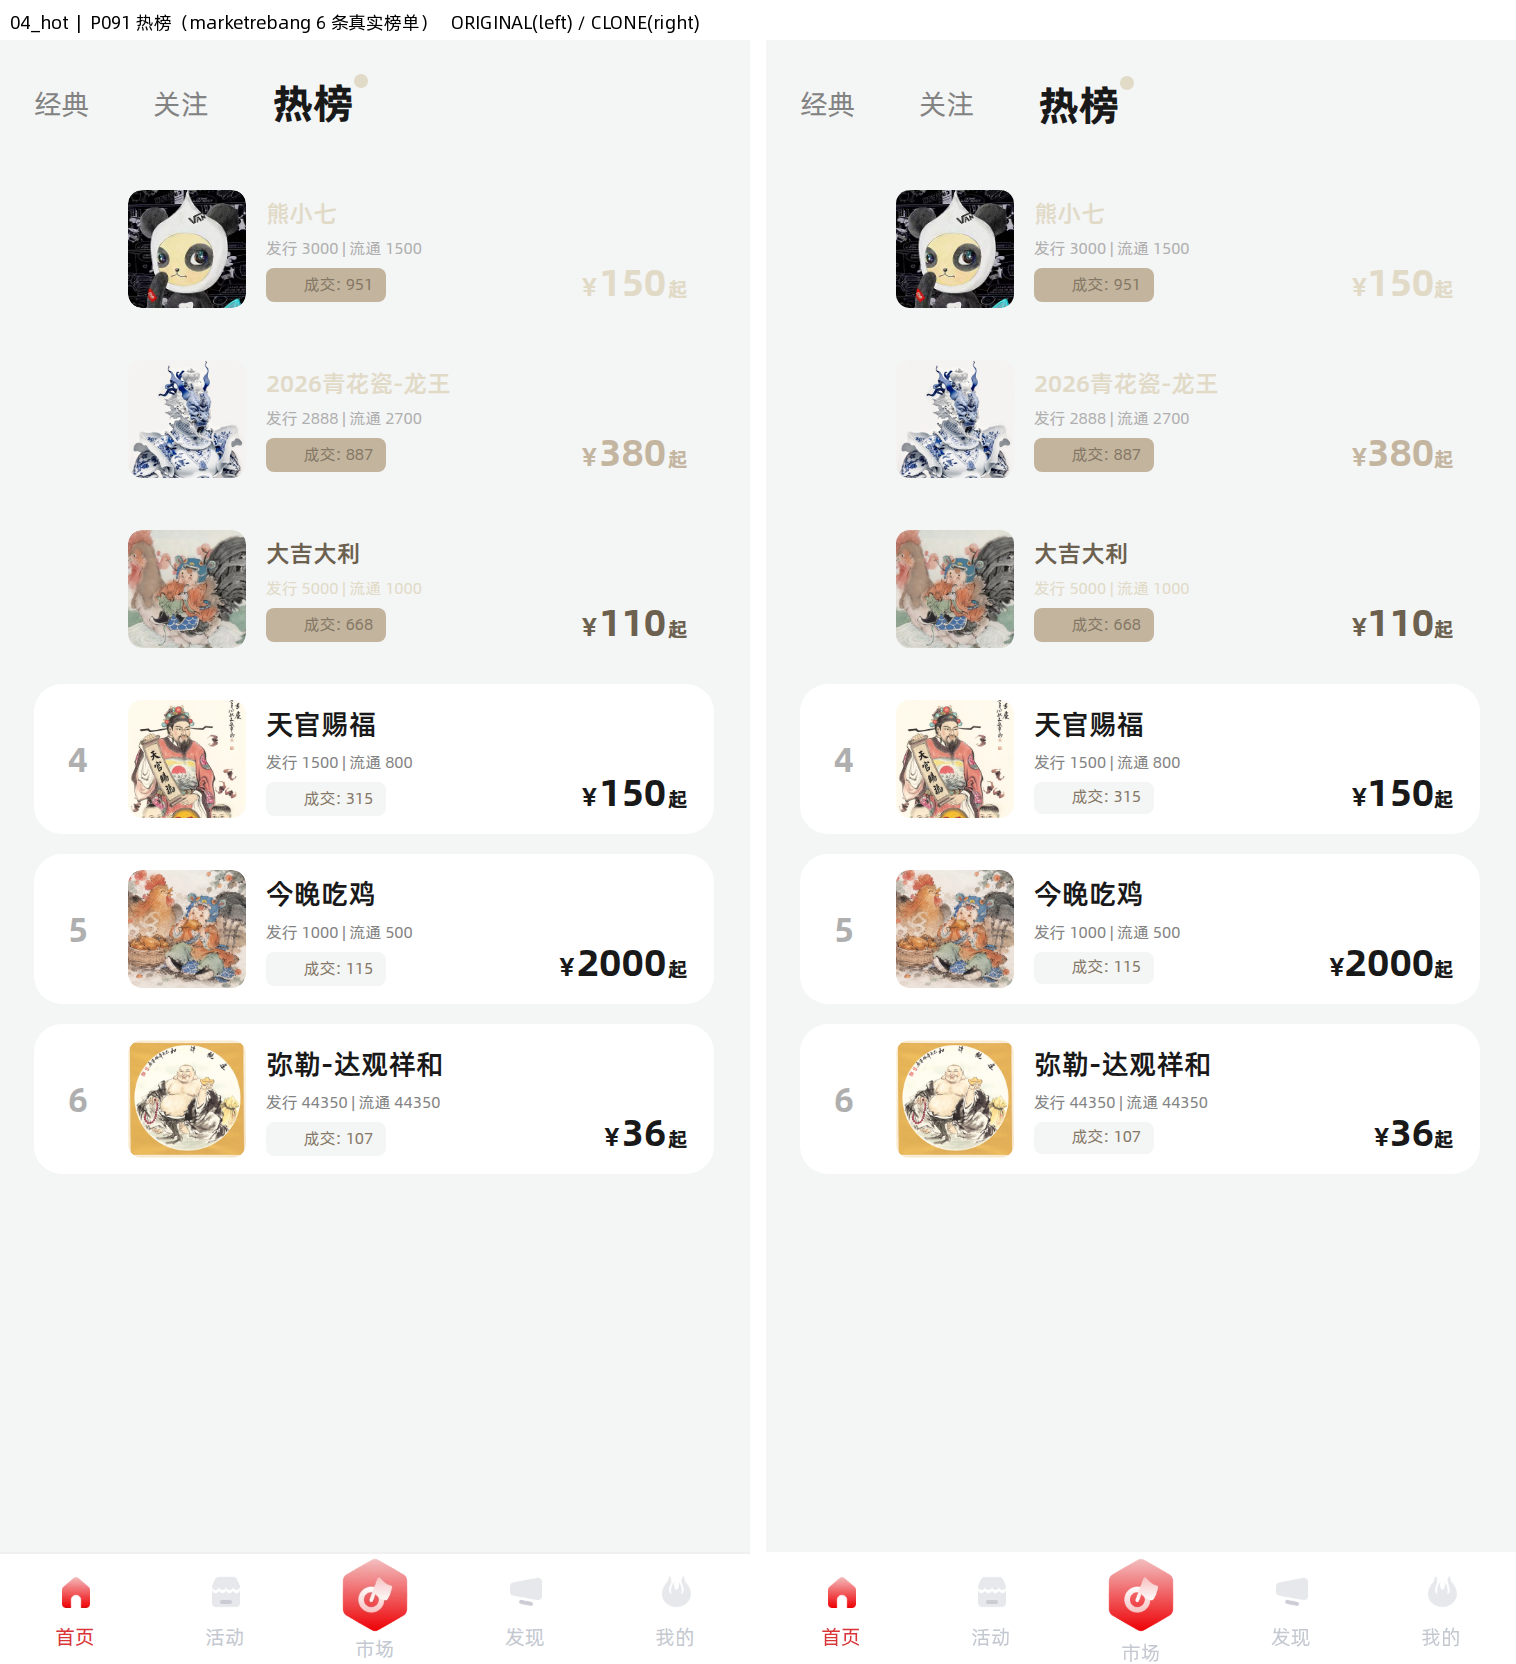 04_hot | P091 热榜（marketrebang 6 条真实榜单） ORIGINAL(left) / CLONE(right)
经典 关注 热榜
熊小七
发行 3000 | 流通 1500
成交: 951
¥150起
2026青花瓷-龙王
发行 2888 | 流通 2700
成交: 887
¥380起
大吉大利
发行 5000 | 流通 1000
成交: 668
¥110起
4
天官赐福
天官赐福
发行 1500 | 流通 800
成交: 315
¥150起
5
今晚吃鸡
发行 1000 | 流通 500
成交: 115
¥2000起
6
弥勒-达观祥和
发行 44350 | 流通 44350
成交: 107
¥36起
首页 活动 市场 发现 我的
经典 关注 热榜
熊小七
发行 3000 | 流通 1500
成交: 951
¥150起
2026青花瓷-龙王
发行 2888 | 流通 2700
成交: 887
¥380起
大吉大利
发行 5000 | 流通 1000
成交: 668
¥110起
4
天官赐福
天官赐福
发行 1500 | 流通 800
成交: 315
¥150起
5
今晚吃鸡
发行 1000 | 流通 500
成交: 115
¥2000起
6
弥勒-达观祥和
发行 44350 | 流通 44350
成交: 107
¥36起
首页 活动 市场 发现 我的